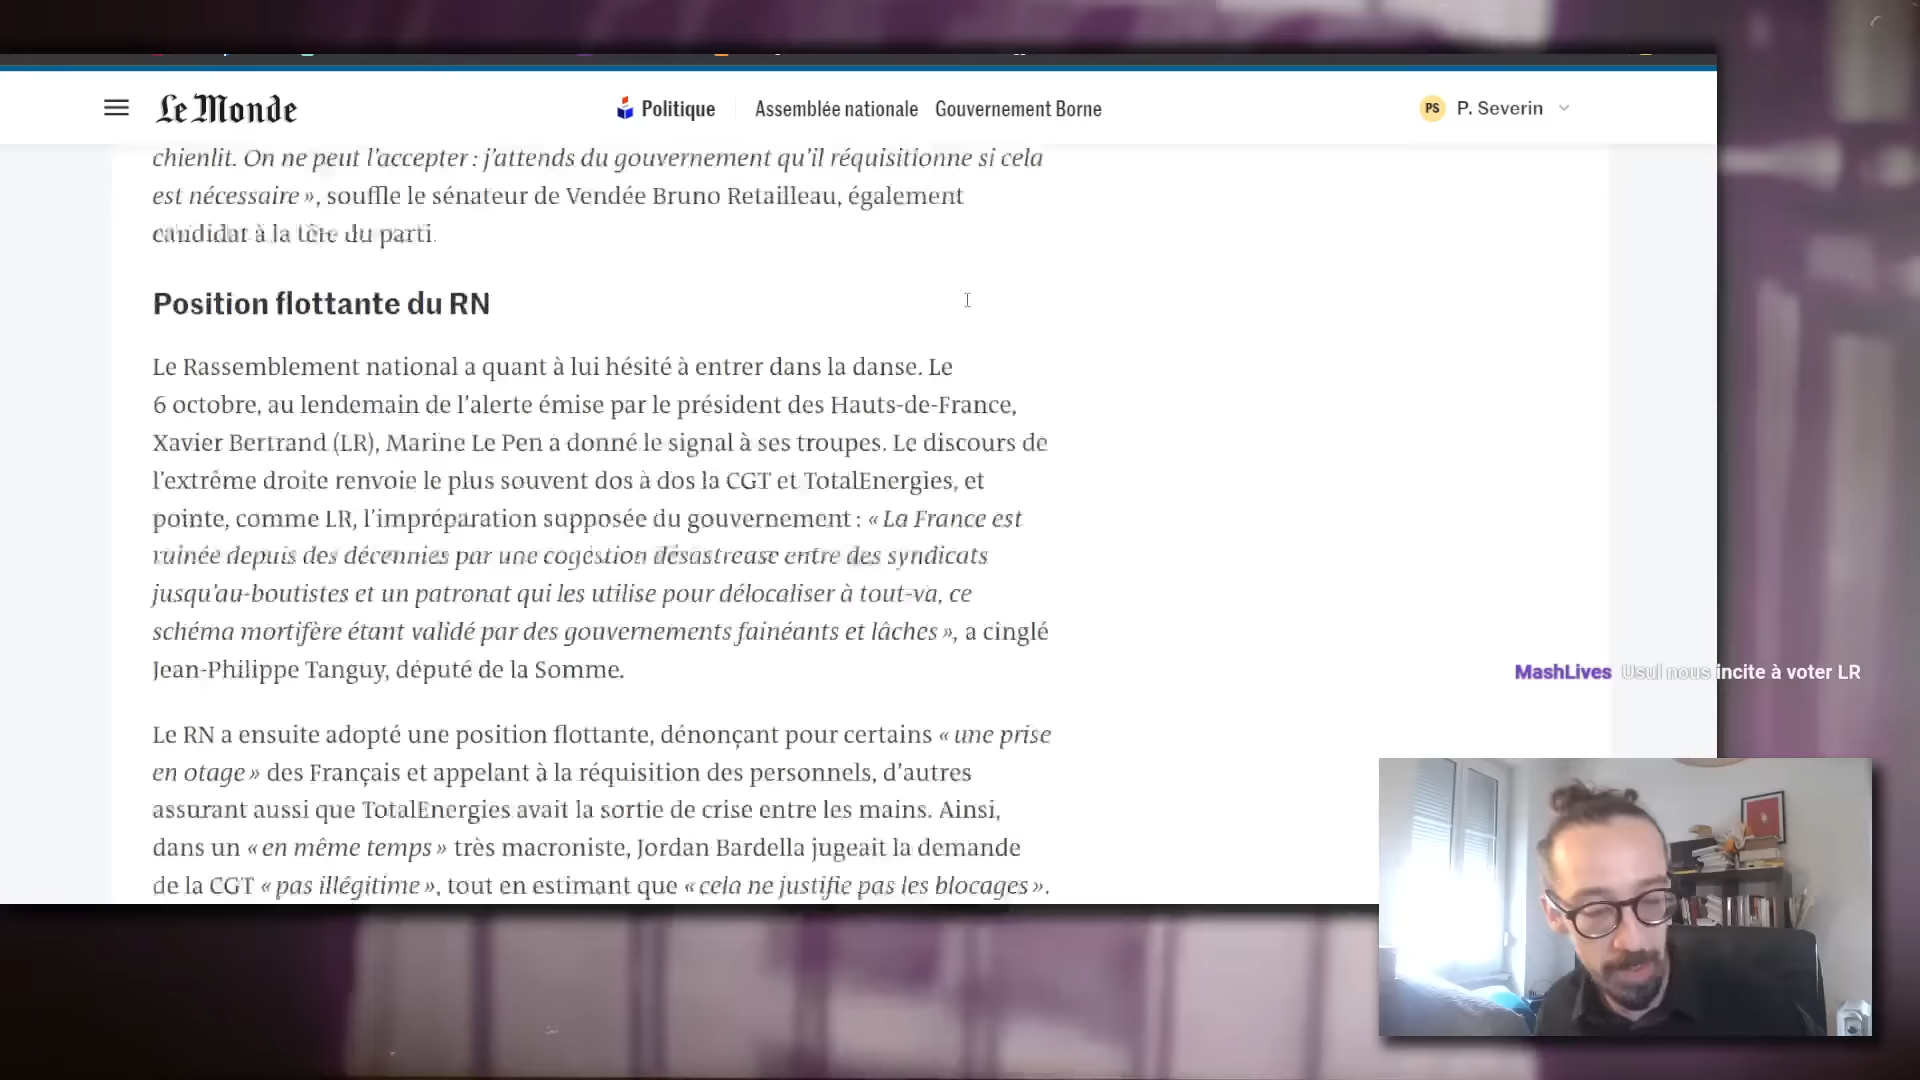 Le Monde
Politique
Assemblée nationale
Gouvernement Borne
PS
P. Severin
chienlit. On ne peut l'accepter : j'attends du gouvernement qu'il réquisitionne si cela
est nécessaire », souffle le sénateur de Vendée Bruno Retailleau, également
candidat à la tête du parti.
Position flottante du RN
Le Rassemblement national a quant à lui hésité à entrer dans la danse. Le
6 octobre, au lendemain de l'alerte émise par le président des Hauts-de-France,
Xavier Bertrand (LR), Marine Le Pen a donné le signal à ses troupes. Le discours de
l'extrême droite renvoie le plus souvent dos à dos la CGT et TotalEnergies, et
pointe, comme LR, l'impréparation supposée du gouvernement : « La France est
ruinée depuis des décennies par une cogestion désastreuse entre des syndicats
jusqu'au-boutistes et un patronat qui les utilise pour délocaliser à tout-va, ce
schéma mortifère étant validé par des gouvernements fainéants et lâches », a cinglé
Jean-Philippe Tanguy, député de la Somme.
MashLives Usul nous incite à voter LR
Le RN a ensuite adopté une position flottante, dénonçant pour certains « une prise
en otage » des Français et appelant à la réquisition des personnels, d'autres
assurant aussi que TotalEnergies avait la sortie de crise entre les mains. Ainsi,
dans un « en même temps » très macroniste, Jordan Bardella jugeait la demande
de la CGT « pas illégitime », tout en estimant que « cela ne justifie pas les blocages ».